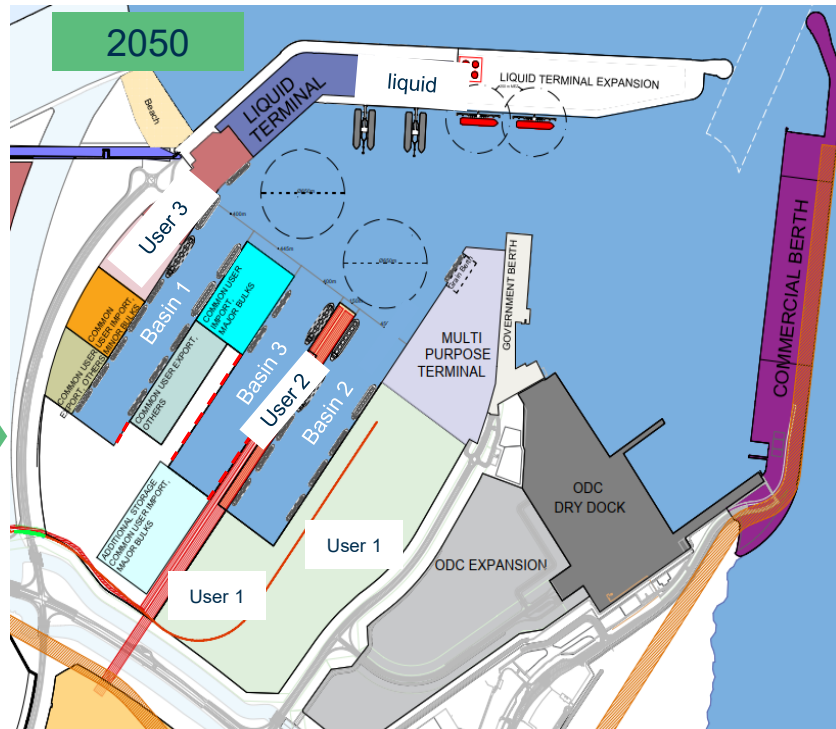 2050
Beach
LIQUID
TERMINAL
liquid
LIQUID TERMINAL EXPANSION
User 3
Basin 1
COMMON
USER IMPORT,
MINOR BULKS
COMMON USER
EXPORT, OTHERS
COMMON USER
IMPORT,
MAJOR BULKS
COMMON USER EXPORT,
OTHERS
Basin 3
User 2
Basin 2
Grain Berth
MULTI
PURPOSE
TERMINAL
GOVERNMENT BERTH
COMMERCIAL BERTH
ADDITIONAL STORAGE
COMMON USER IMPORT,
MAJOR BULKS
User 1
User 1
ODC
DRY DOCK
ODC EXPANSION